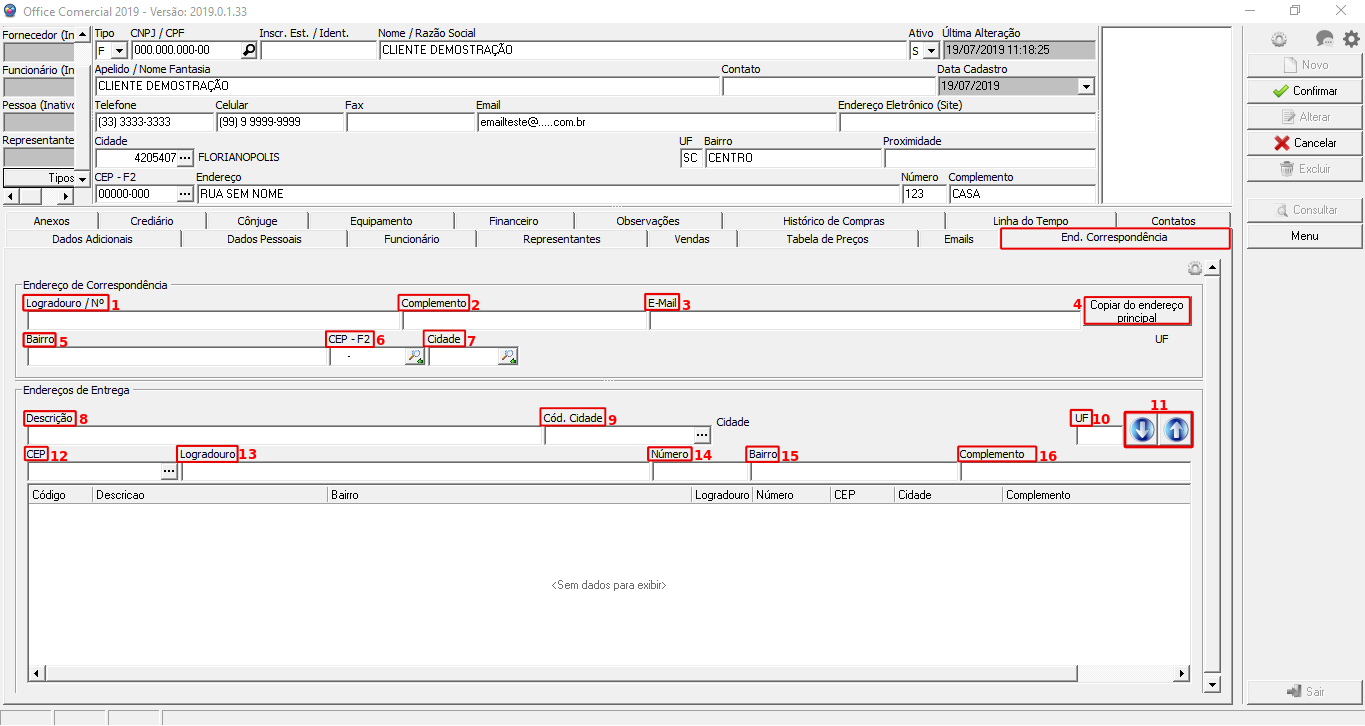 Office Comercial 2019 - Versão: 2019.0.1.33
Fornecedor (In
Tipo CNPJ / CPF Inscr. Est. / Ident. Nome / Razão Social Ativo Última Alteração
F 000.000.000-00 CLIENTE DEMOSTRAÇÃO S 19/07/2019 11:18:25
Funcionário (In
Apelido / Nome Fantasia Contato Data Cadastro
CLIENTE DEMOSTRAÇÃO 19/07/2019
Pessoa (Inativo
Telefone Celular Fax Email Endereço Eletrônico (Site)
(33) 3333-3333 (99) 9 9999-9999 emailteste@.....com.br
Representante
Cidade UF Bairro Proximidade
4205407 ... FLORIANOPOLIS SC CENTRO
Tipos
CEP - F2 Endereço Número Complemento
00000-000 ... RUA SEM NOME 123 CASA
Novo
Confirmar
Alterar
Cancelar
Excluir
Consultar
Menu
Anexos Crediário Cônjuge Equipamento Financeiro Observações Histórico de Compras Linha do Tempo Contatos
Dados Adicionais Dados Pessoais Funcionário Representantes Vendas Tabela de Preços Emails End. Correspondência
Endereço de Correspondência
Logradouro / Nº 1 Complemento 2 E-Mail 3 4 Copiar do endereço
principal
Bairro 5 CEP - F2 6 Cidade 7 UF
-
Endereços de Entrega
Descrição 8 Cód. Cidade 9 Cidade UF 10 11
...
CEP 12 Logradouro 13 Número 14 Bairro 15 Complemento 16
...
Código Descricao Bairro Logradouro Número CEP Cidade Complemento
<Sem dados para exibir>
Sair